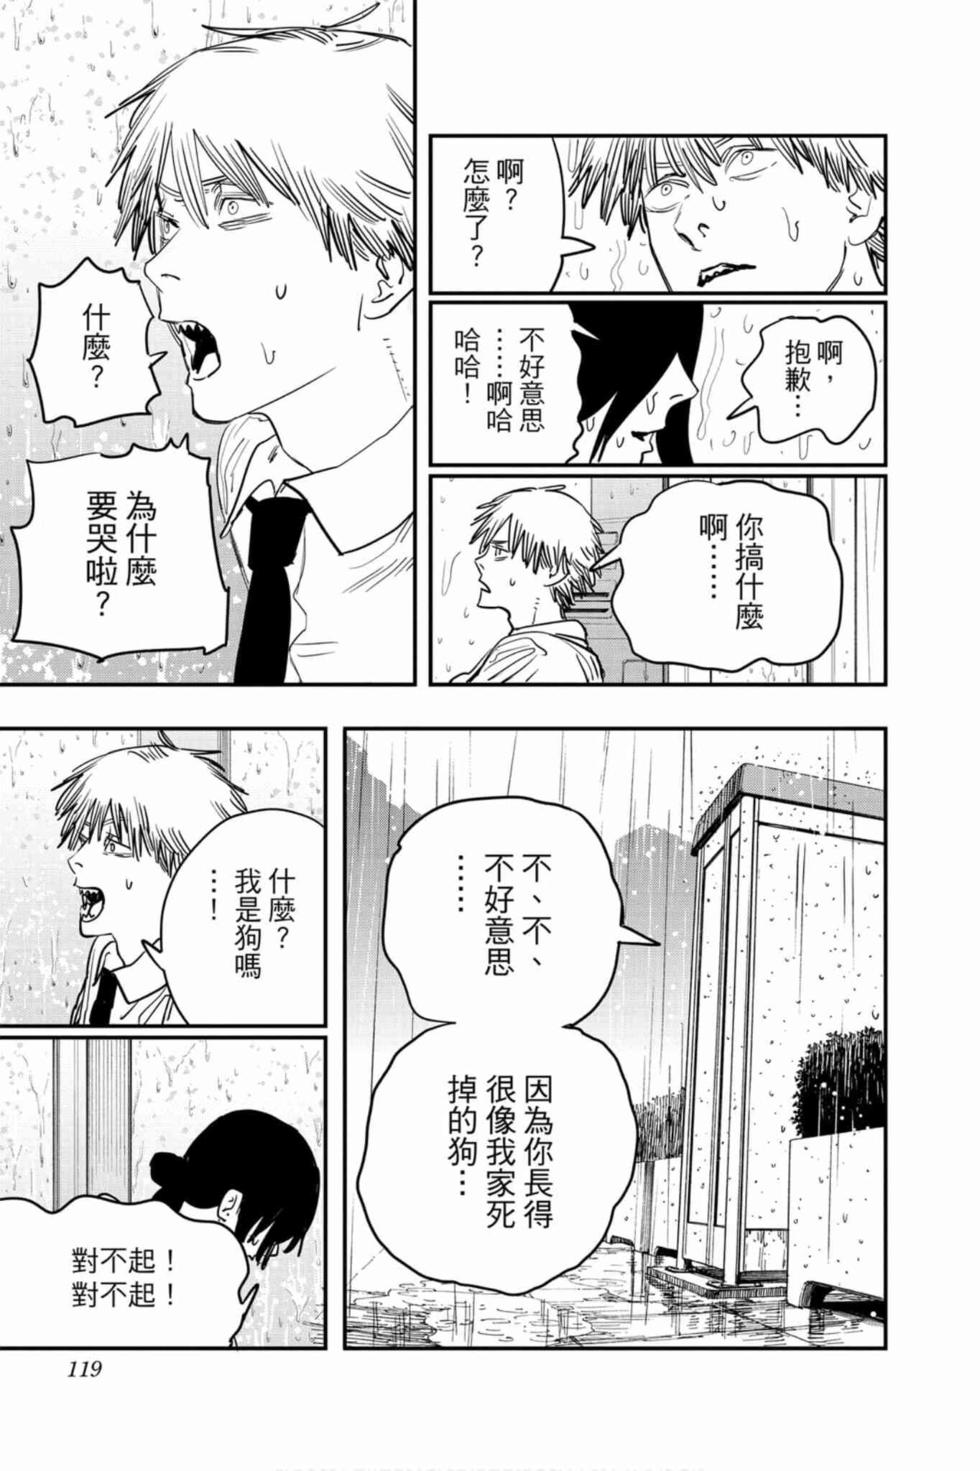 啊？
怎麼了？
啊，
抱歉…
不好意思
……啊哈
哈哈！
你搞什麼
啊……
什麼？
為什麼
要哭啦？
不、不、
不好意思
……
因為你長得
很像我家死
掉的狗…
什麼？
我是狗嗎
…！
對不起！
對不起！
119